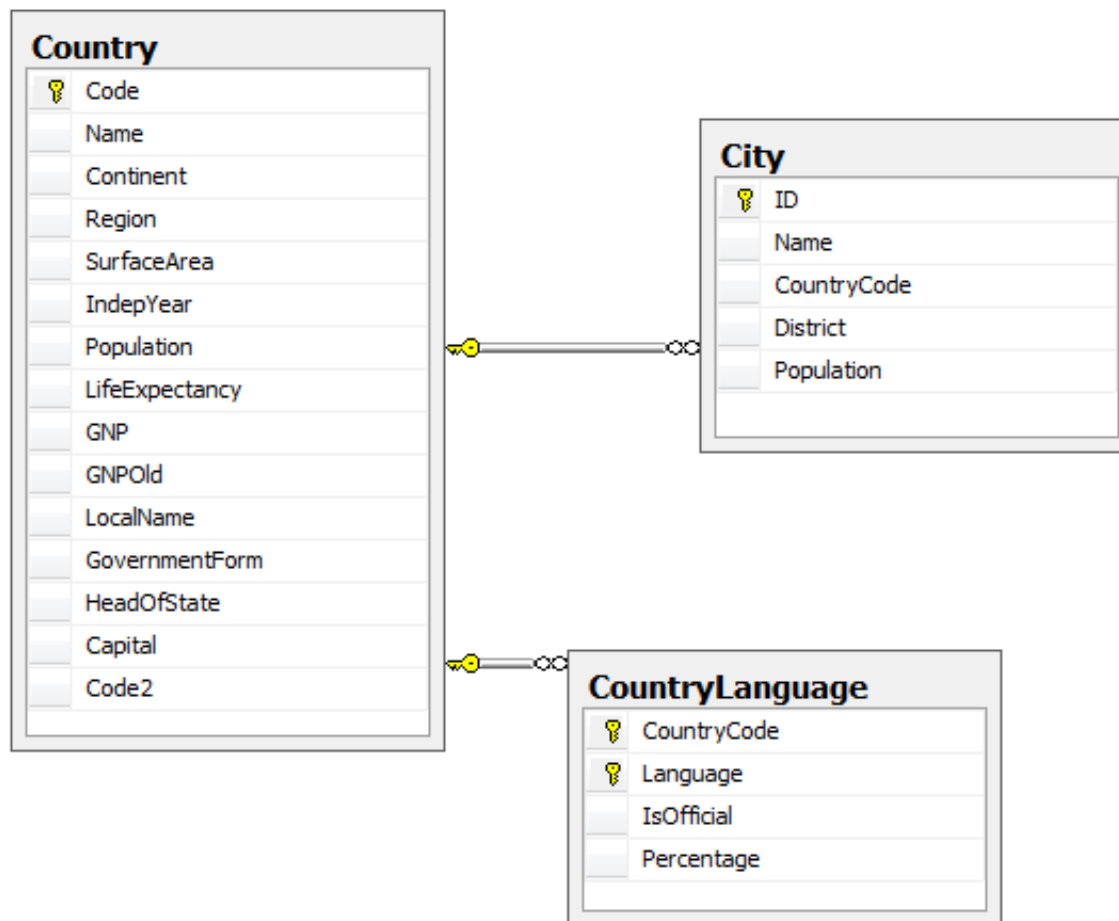 Country
Code
Name
Continent
Region
SurfaceArea
IndepYear
Population
LifeExpectancy
GNP
GNPOld
LocalName
GovernmentForm
HeadOfState
Capital
Code2
City
ID
Name
CountryCode
District
Population
CountryLanguage
CountryCode
Language
IsOfficial
Percentage